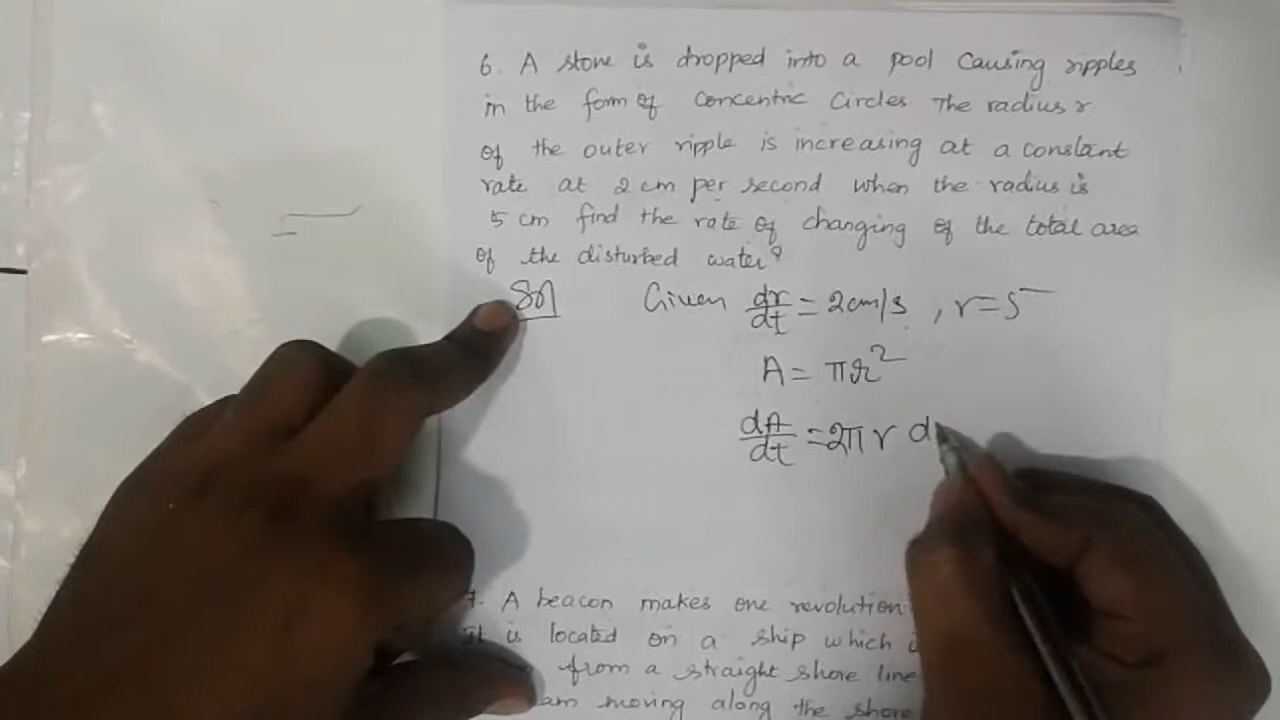 6. A stone is dropped into a pool causing ripples
in the form of concentric circles The radius r
of the outer ripple is increasing at a constant
rate at 2 cm per second when the radius is
5 cm find the rate of changing of the total area
of the disturbed water?
Sol Given dr/dt = 2cm/s , r=5
A = πr²
dA/dt = 2π r d
7. A beacon makes one revolution
It is located on a ship which
from a straight shore line
moving along the shore